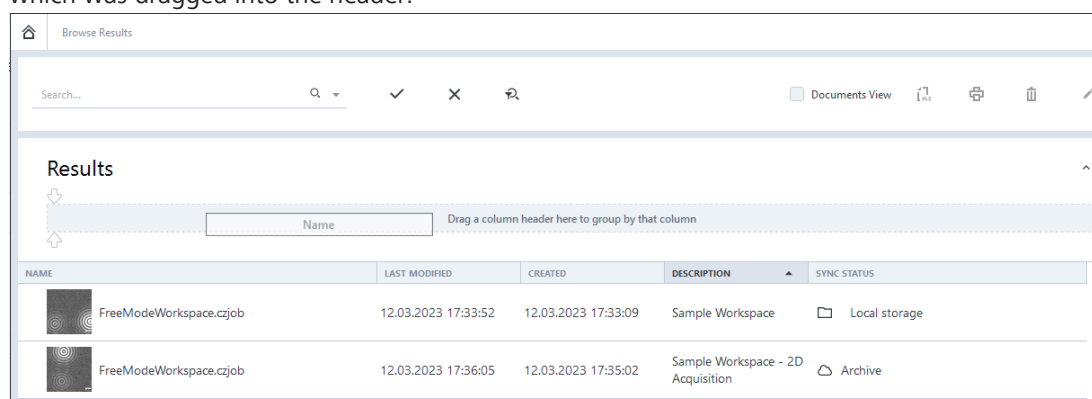 which was dragged into the header.
Browse Results
Search...
Documents View
XLS
Results
Name
Drag a column header here to group by that column
NAME LAST MODIFIED CREATED DESCRIPTION SYNC STATUS
FreeModeWorkspace.czjob 12.03.2023 17:33:52 12.03.2023 17:33:09 Sample Workspace Local storage
FreeModeWorkspace.czjob 12.03.2023 17:36:05 12.03.2023 17:35:02 Sample Workspace - 2D Archive
Acquisition